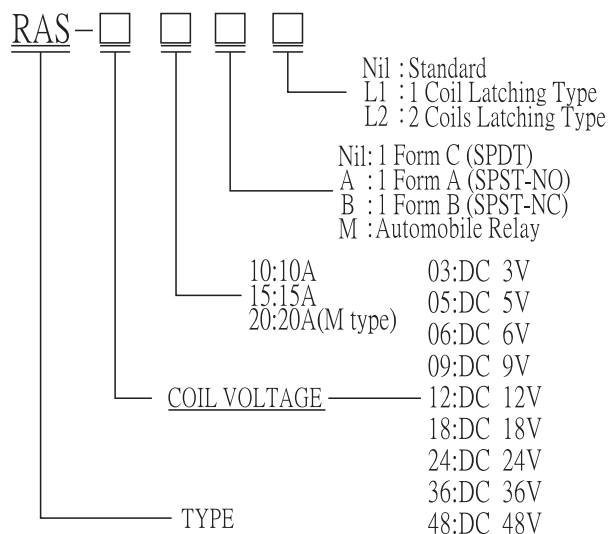 RAS-
Nil : Standard
L1 : 1 Coil Latching Type
L2 : 2 Coils Latching Type
Nil: 1 Form C (SPDT)
A : 1 Form A (SPST-NO)
B : 1 Form B (SPST-NC)
M : Automobile Relay
10:10A
15:15A
20:20A(M type)
03:DC 3V
05:DC 5V
06:DC 6V
09:DC 9V
COIL VOLTAGE
12:DC 12V
18:DC 18V
24:DC 24V
36:DC 36V
48:DC 48V
TYPE